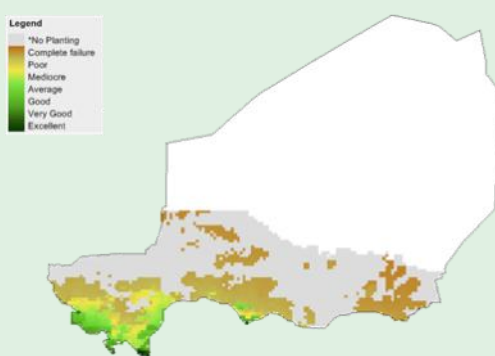 Legend
*No Planting
Complete failure
Poor
Mediocre
Average
Good
Very Good
Excellent